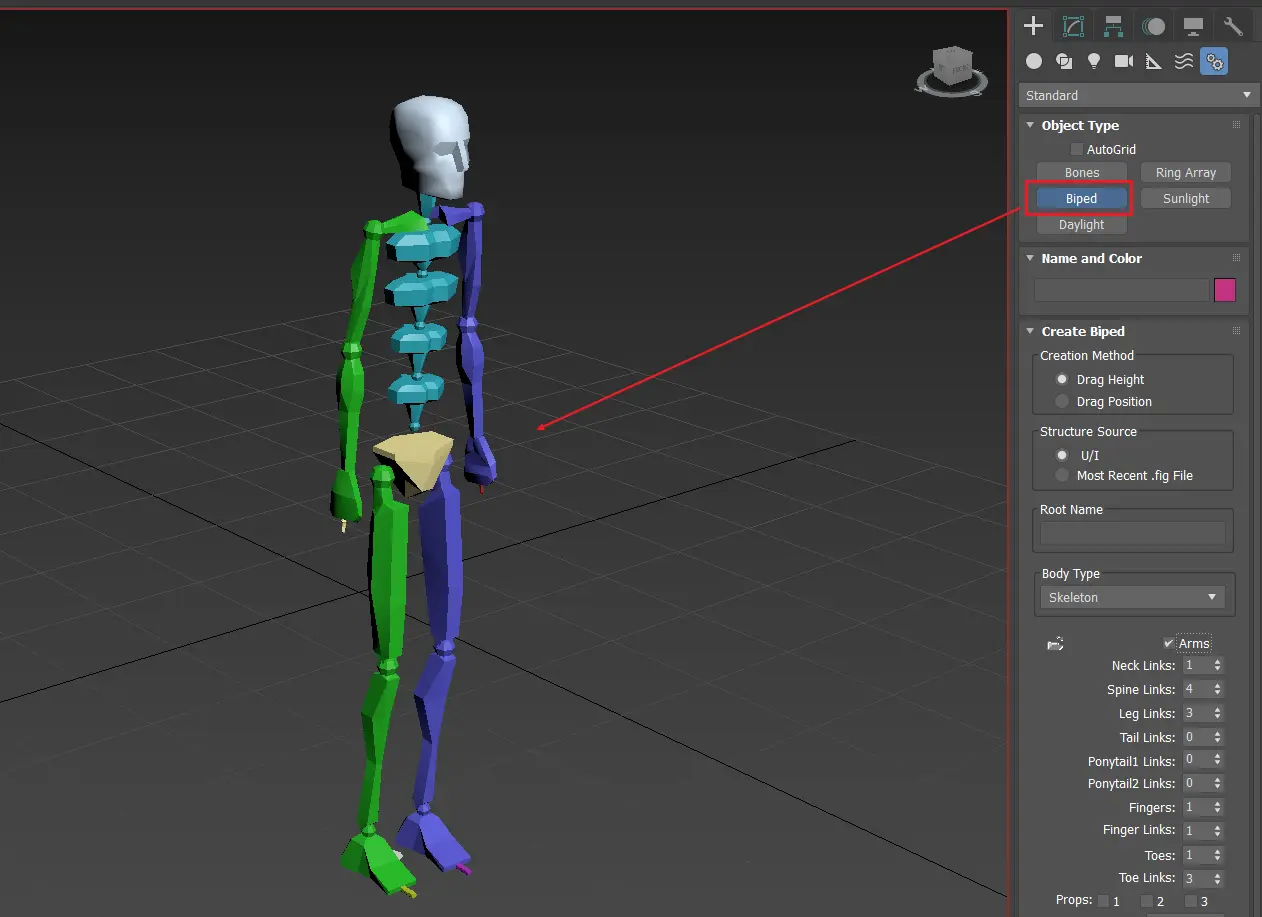 Standard
Object Type
AutoGrid
Bones
Ring Array
Biped
Sunlight
Daylight
Name and Color
Create Biped
Creation Method
Drag Height
Drag Position
Structure Source
U/I
Most Recent .fig File
Root Name
Body Type
Skeleton
Arms
Neck Links: 1
Spine Links: 4
Leg Links: 3
Tail Links: 0
Ponytail1 Links: 0
Ponytail2 Links: 0
Fingers: 1
Finger Links: 1
Toes: 1
Toe Links: 3
Props: 1 2 3